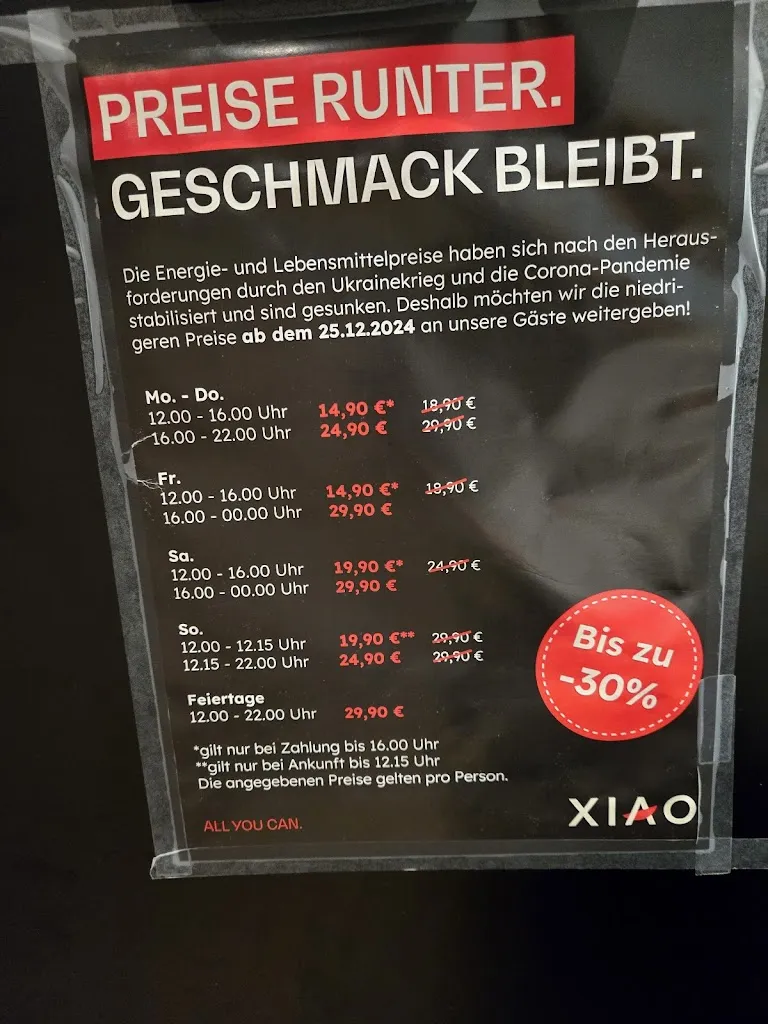 PREISE RUNTER.
GESCHMACK BLEIBT.
Die Energie- und Lebensmittelpreise haben sich nach den Heraus-
forderungen durch den Ukrainekrieg und die Corona-Pandemie
stabilisiert und sind gesunken. Deshalb möchten wir die niedri-
geren Preise ab dem 25.12.2024 an unsere Gäste weitergeben!
Mo. - Do.
12.00 - 16.00 Uhr 14,90 €* 18,90 €
16.00 - 22.00 Uhr 24,90 € 29,90 €
Fr.
12.00 - 16.00 Uhr 14,90 €* 18,90 €
16.00 - 00.00 Uhr 29,90 €
Sa.
12.00 - 16.00 Uhr 19,90 €* 24,90 €
16.00 - 00.00 Uhr 29,90 €
So.
12.00 - 12.15 Uhr 19,90 €** 29,90 €
12.15 - 22.00 Uhr 24,90 € 29,90 €
Feiertage
12.00 - 22.00 Uhr 29,90 €
*gilt nur bei Zahlung bis 16.00 Uhr
**gilt nur bei Ankunft bis 12.15 Uhr
Die angegebenen Preise gelten pro Person.
Bis zu
-30%
ALL YOU CAN.
XIAO